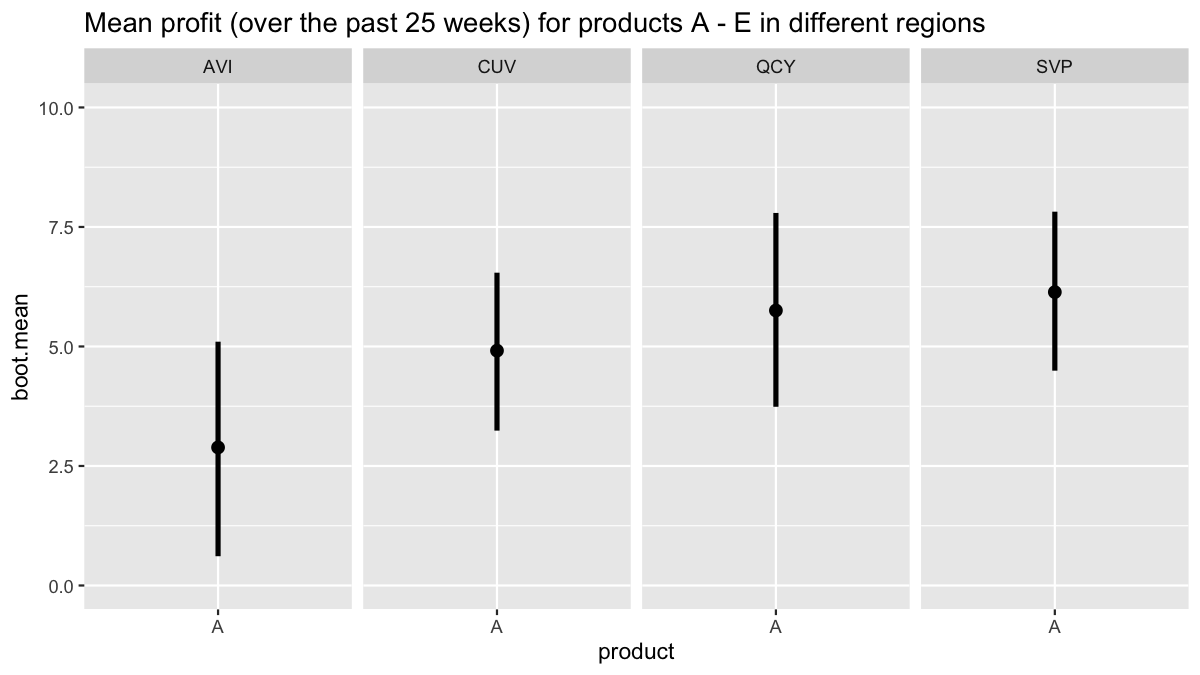 Mean profit (over the past 25 weeks) for products A - E in different regions
AVI CUV QCY SVP
10.0
7.5
5.0
2.5
0.0
boot.mean
A A A A
product